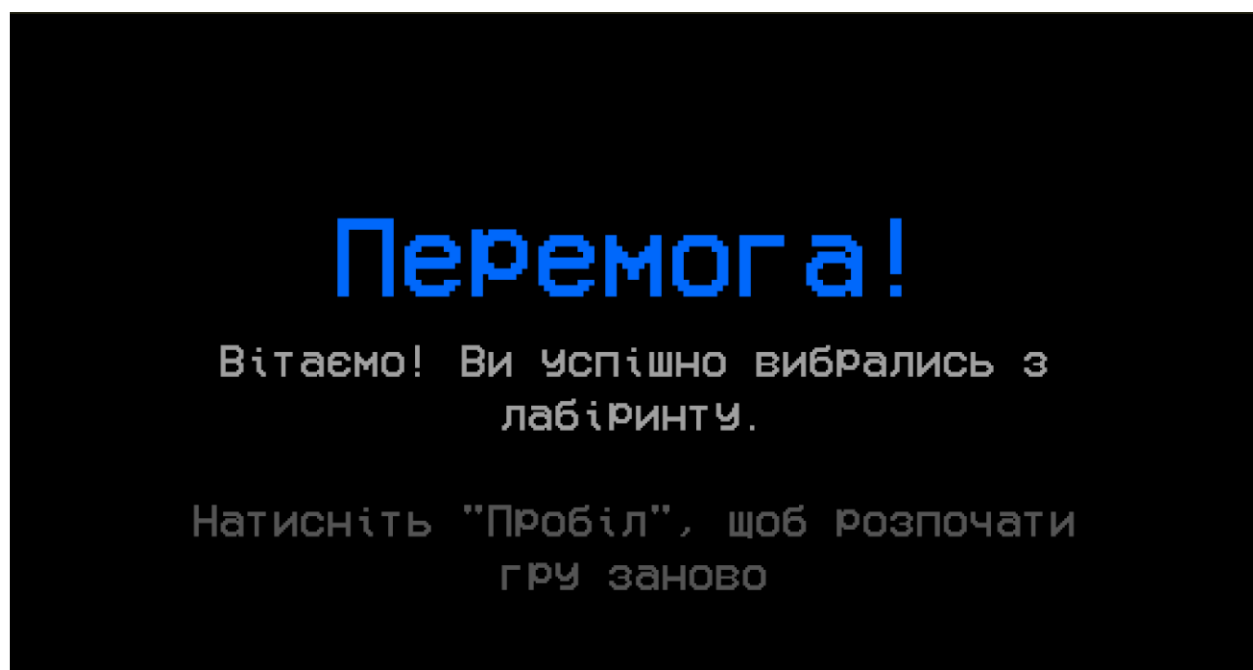 Перемога!
Вітаємо! Ви успішно вибрались з
лабіринту.
Натисніть "Пробіл", щоб розпочати
гру заново